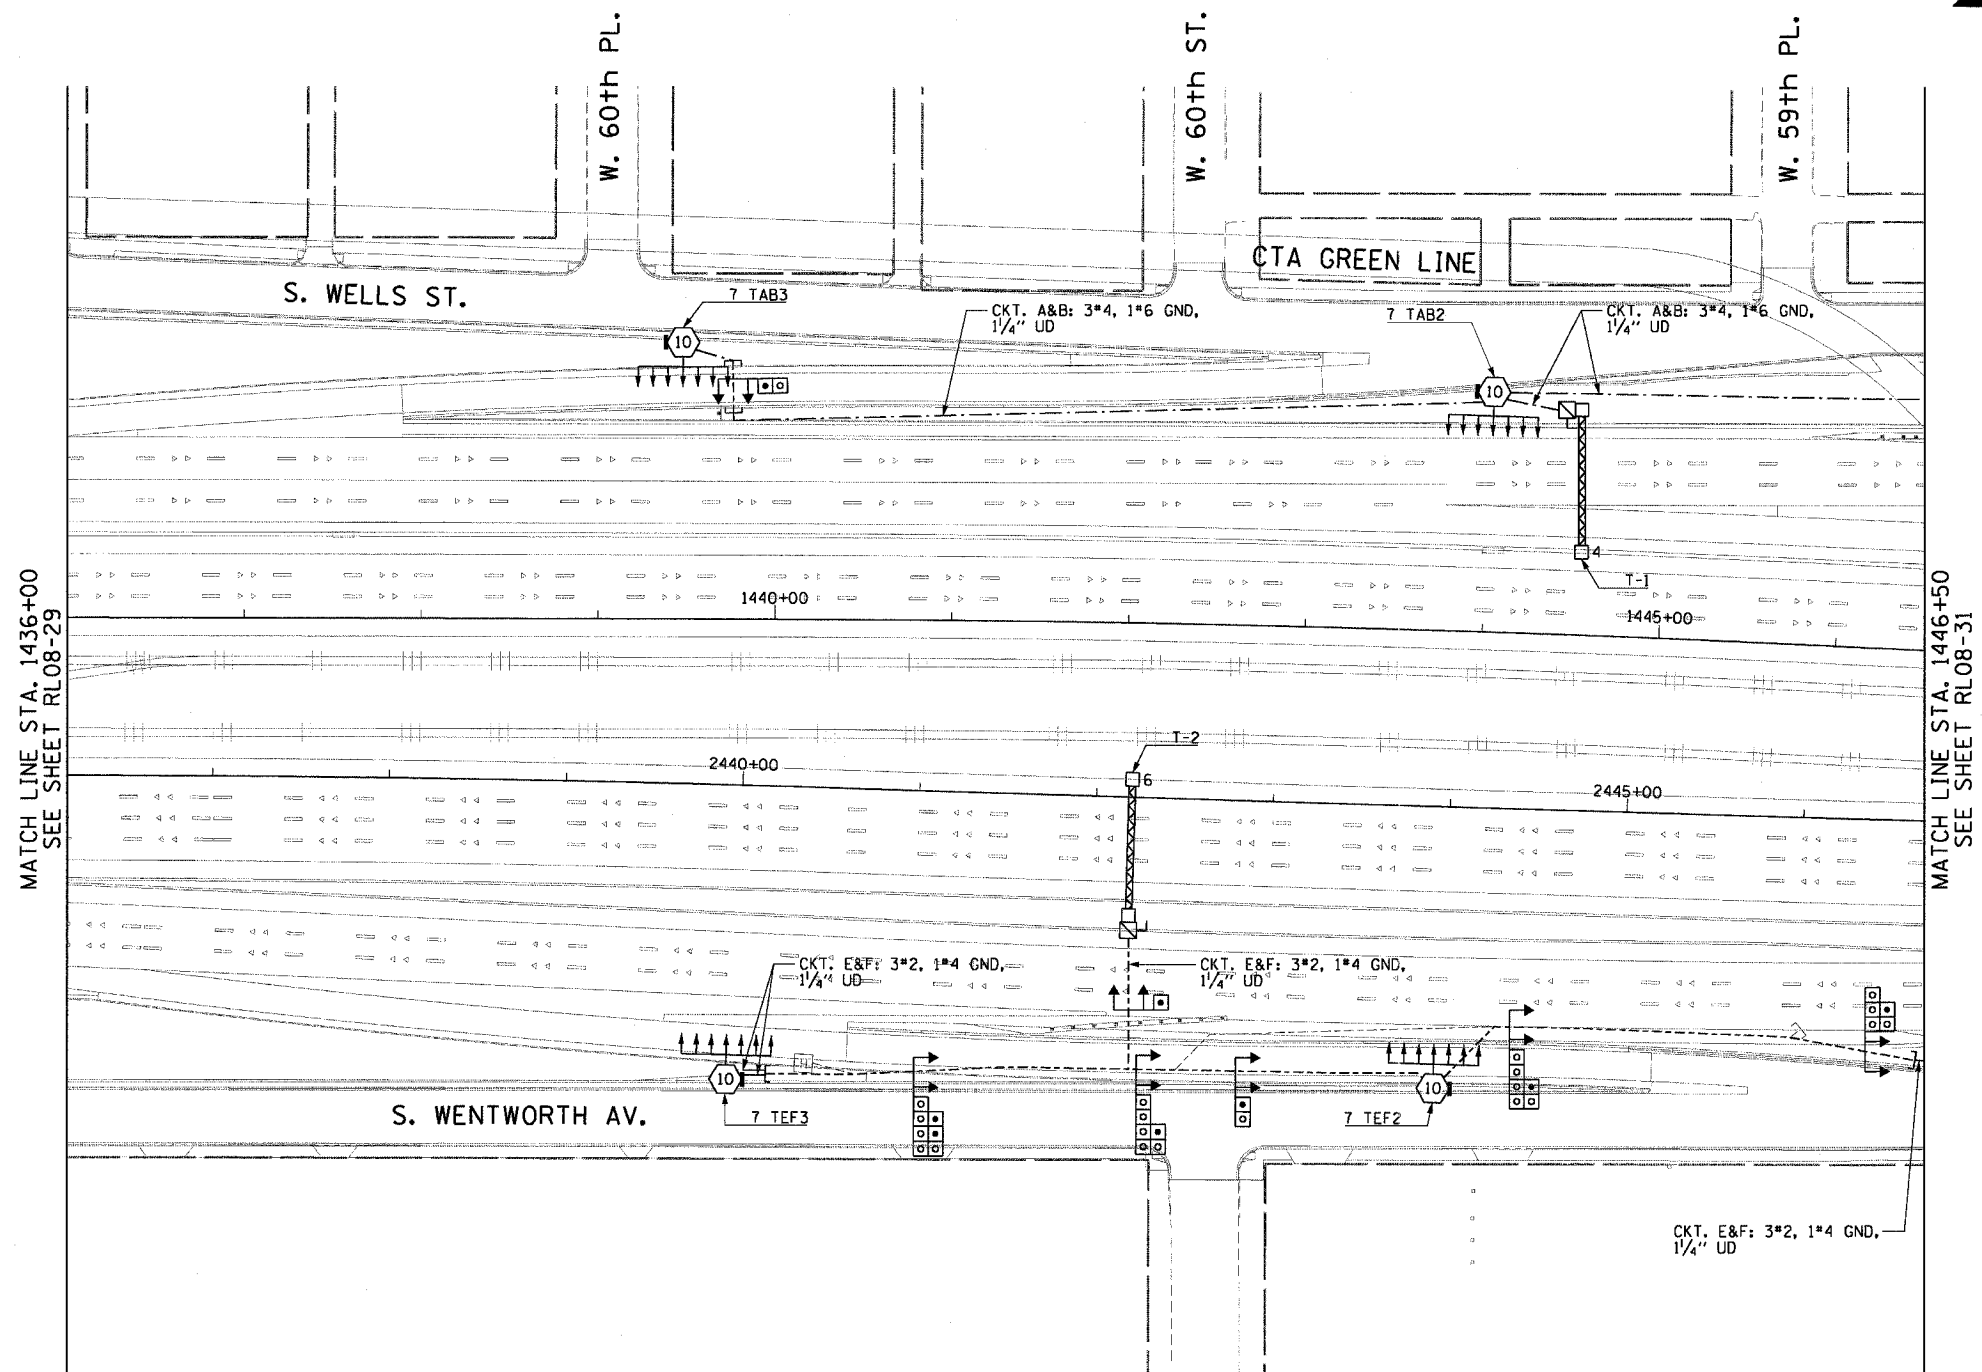 W. 60th PL.
W. 60th ST.
W. 59th PL.
CTA GREEN LINE
S. WELLS ST.
7 TAB3
CKT. A&B: 3#4, 1#6 GND,
1¼" UD
7 TAB2
CKT. A&B: 3#4, 1#6 GND,
1¼" UD
10
10
4
T-1
1440+00
1445+00
MATCH LINE STA. 1436+00
SEE SHEET RL08-29
MATCH LINE STA. 1446+50
SEE SHEET RL08-31
T-2
2440+00
6
2445+00
CKT. E&F: 3#2, 1#4 GND,
1¼" UD
CKT. E&F: 3#2, 1#4 GND,
1¼" UD
10
10
S. WENTWORTH AV.
7 TEF3
7 TEF2
CKT. E&F: 3#2, 1#4 GND,
1¼" UD